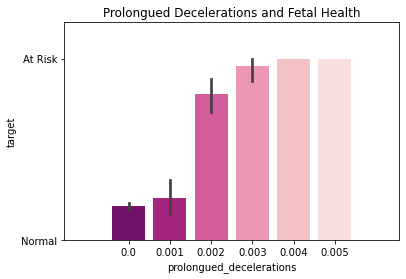 Prolongued Decelerations and Fetal Health
At Risk
target
Normal
0.0 0.001 0.002 0.003 0.004 0.005
prolongued_decelerations